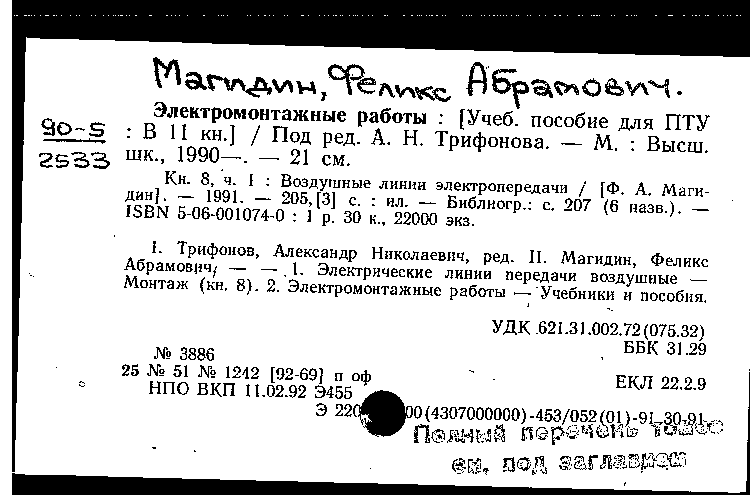 Магидин, Феликс Абрамович.
Электромонтажные работы : [Учеб. пособие для ПТУ
90-5
: В 11 кн.] / Под ред. А. Н. Трифонова. — М. : Высш.
2533
шк., 1990—. — 21 см.
Кн. 8, ч. 1 : Воздушные линии электропередачи / [Ф. А. Маги-
дин]. — 1991. — 205,[3] с. : ил. — Библиогр.: с. 207 (6 назв.). —
ISBN 5-06-001074-0 : 1 р. 30 к., 22000 экз.
I. Трифонов, Александр Николаевич, ред. II. Магидин, Феликс
Абрамович, — — 1. Электрические линии передачи воздушные —
Монтаж (кн. 8). 2. Электромонтажные работы — Учебники и пособия.
УДК 621.31.002.72(075.32)
ББК 31.29
№ 3886
25 № 51 № 1242 [92-69] п оф
ЕКЛ 22.2.9
НПО ВКП 11.02.92 Э455
Э 220 00(4307000000)-453/052(01)-91 30-91
Полный перечень томов
см. под заглавием